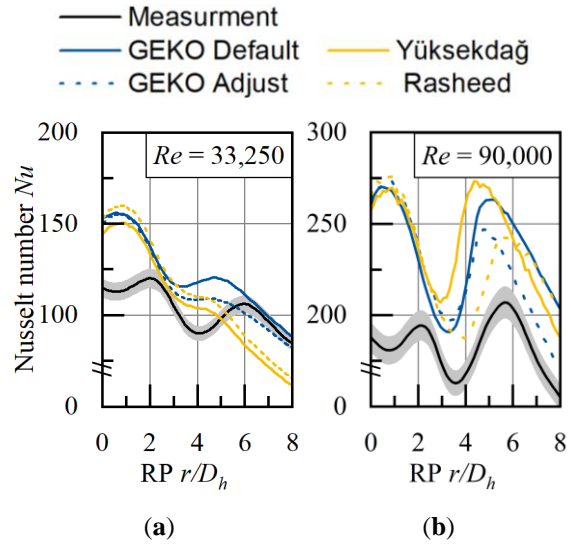 Measurment
GEKO Default
Yüksekdağ
GEKO Adjust
Rasheed
200
150
100
0
Nusselt number Nu
Re = 33,250
0 2 4 6 8
RP r/Dh
(a)
300
250
200
0
Re = 90,000
0 2 4 6 8
RP r/Dh
(b)